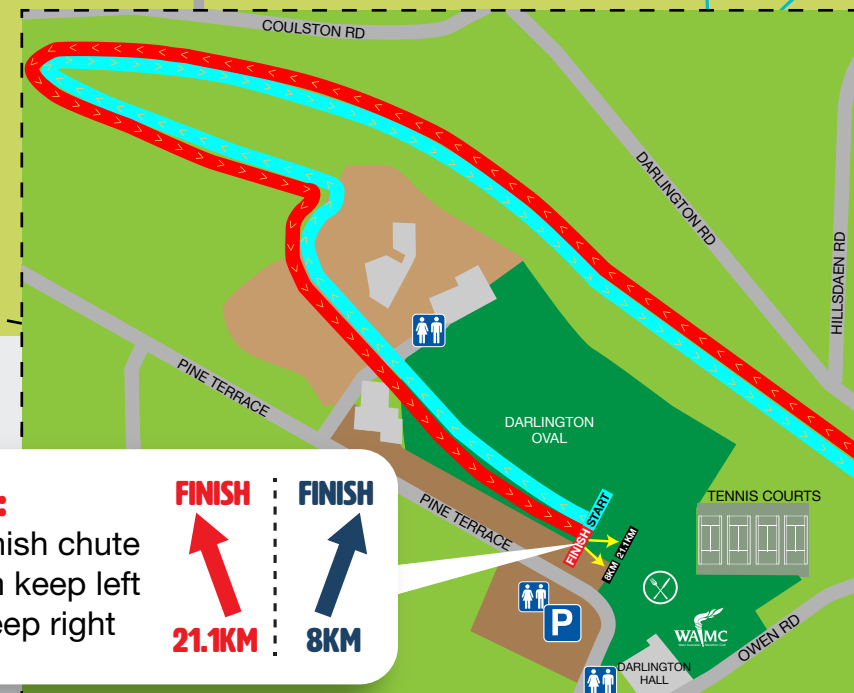 COULSTON RD
DARLINGTON RD
HILLSDAEN RD
PINE TERRACE
DARLINGTON
OVAL
TENNIS COURTS
START
FINISH
21.1KM
8KM
PINE TERRACE
P
WAMC
OWEN RD
DARLINGTON
HALL
:
nish chute
keep left
eep right
FINISH
FINISH
21.1KM
8KM